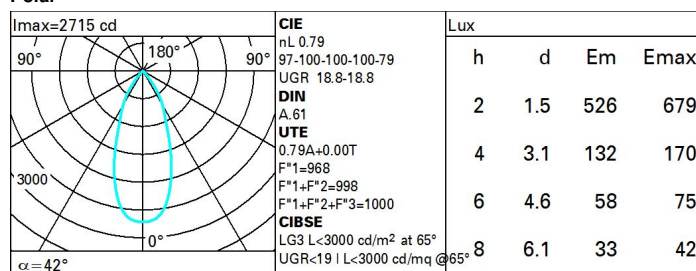 Imax=2715 cd
90° 180° 90°
3000
0°
α=42°
CIE
nL 0.79
97-100-100-100-79
UGR 18.8-18.8
DIN
A.61
UTE
0.79A+0.00T
F"1=968
F"1+F"2=998
F"1+F"2+F"3=1000
CIBSE
LG3 L<3000 cd/m² at 65°
UGR<19 | L<3000 cd/mq @65°
Lux
h d Em Emax
2 1.5 526 679
4 3.1 132 170
6 4.6 58 75
8 6.1 33 42